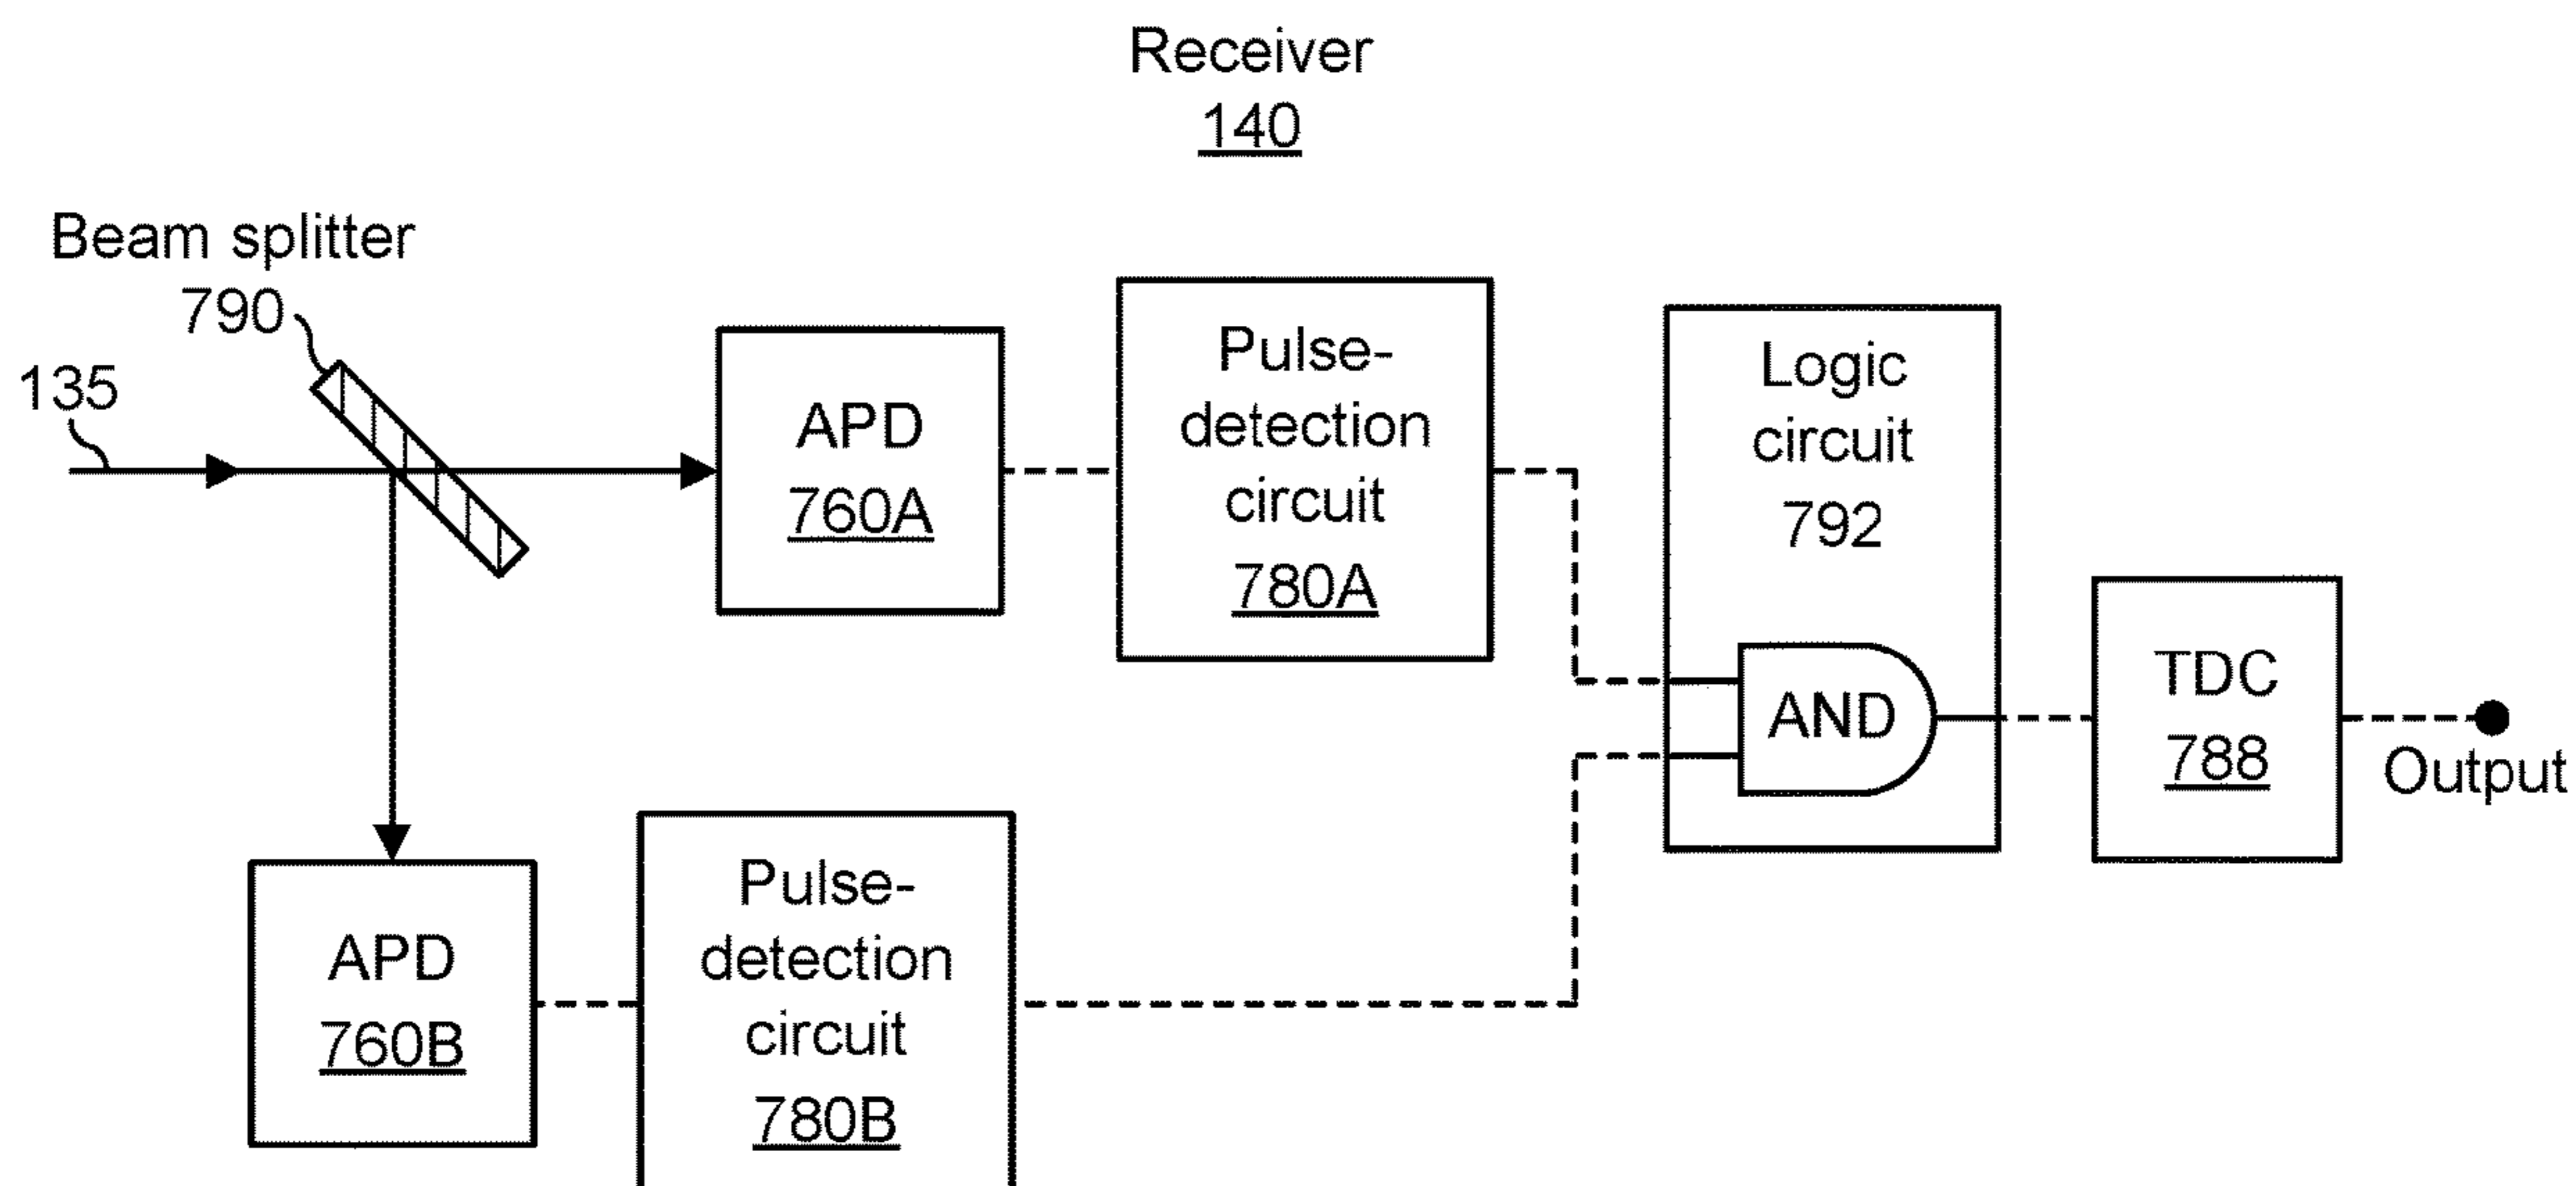 Receiver
140
Beam splitter
790
135
APD
760A
Pulse-
detection
circuit
780A
Logic
circuit
792
AND
TDC
788
Output
APD
760B
Pulse-
detection
circuit
780B